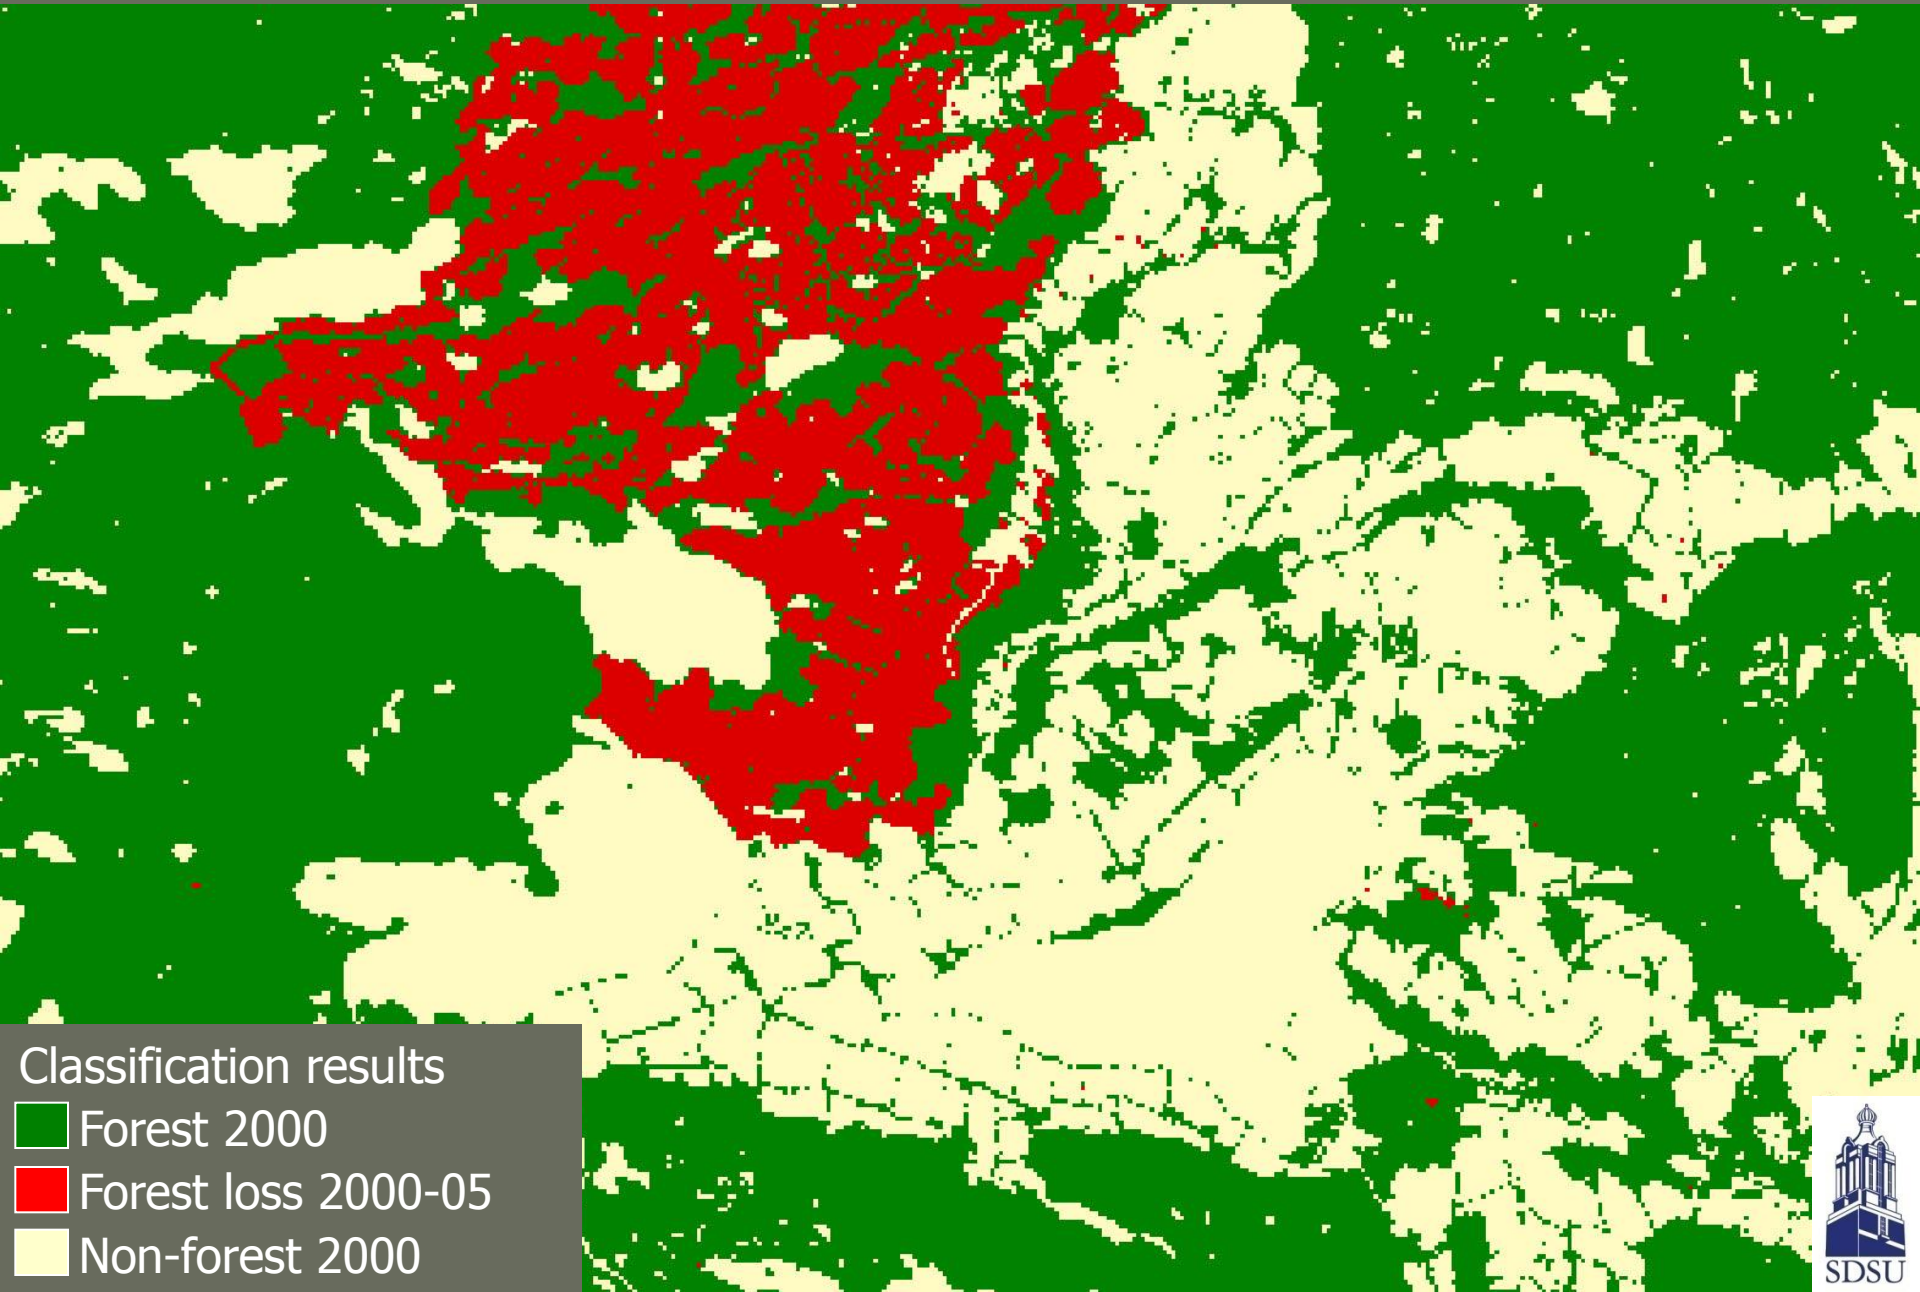 Classification results
Forest 2000
Forest loss 2000-05
Non-forest 2000
SDSU